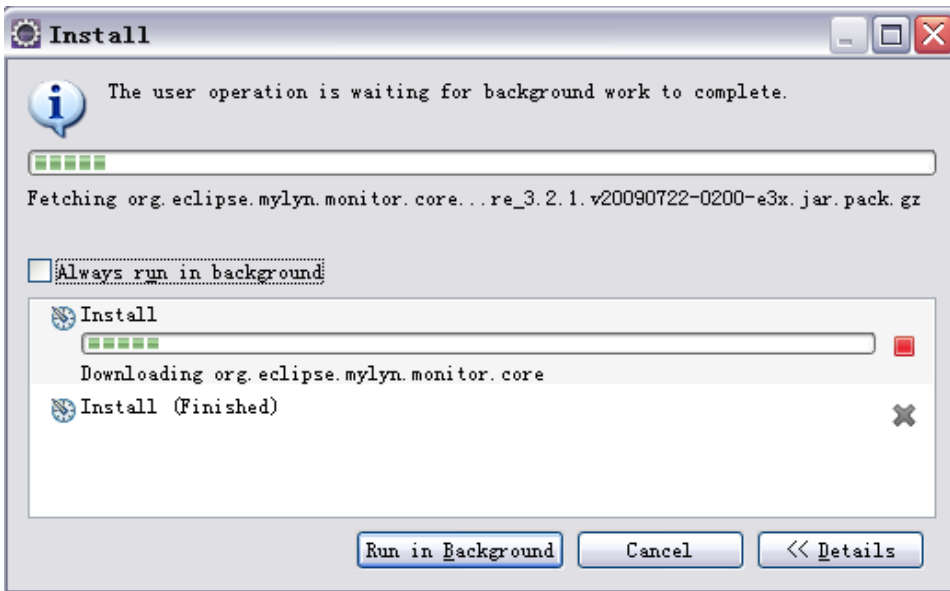 Install
The user operation is waiting for background work to complete.
Fetching org.eclipse.mylyn.monitor.core...re_3.2.1.v20090722-0200-e3x.jar.pack.gz
Always run in background
Install
Downloading org.eclipse.mylyn.monitor.core
Install (Finished)
Run in Background Cancel << Details